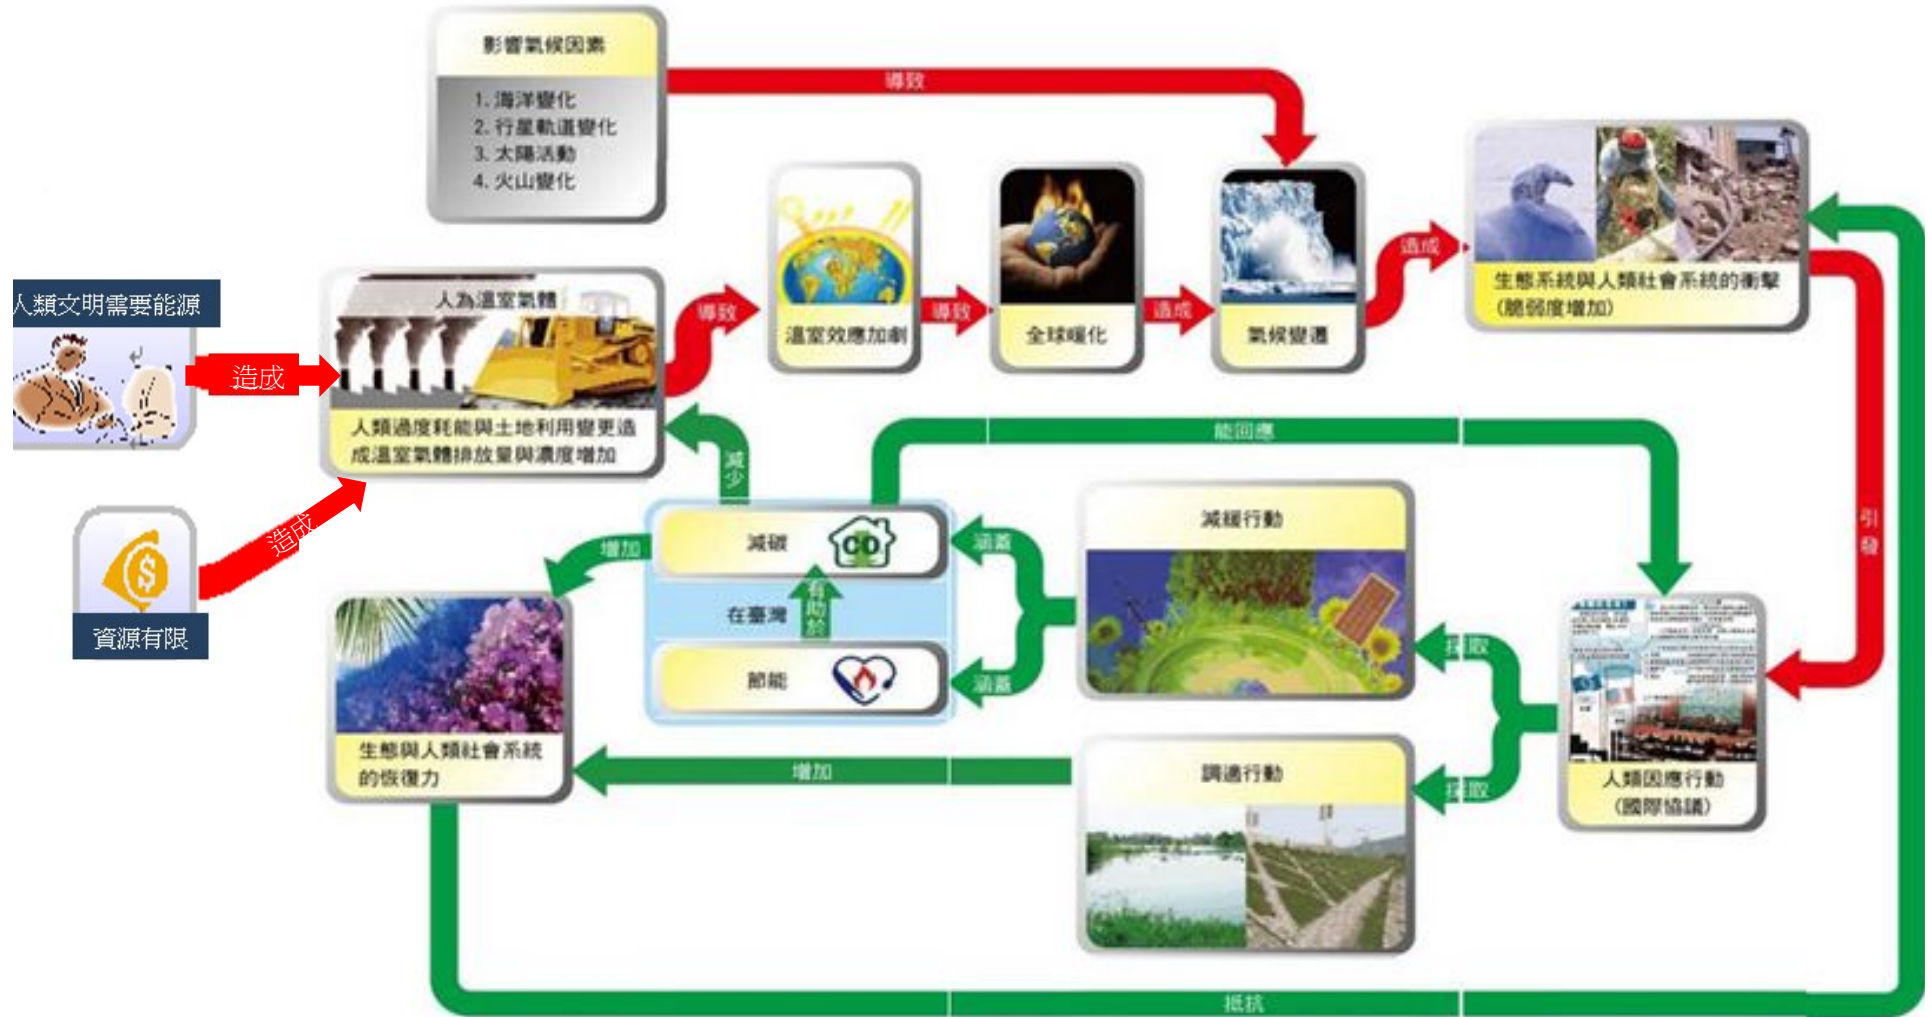 影響氣候因素
1. 海洋變化
2. 行星軌道變化
3. 太陽活動
4. 火山變化
導致
人類文明需要能源
造成
人為溫室氣體
人類過度耗能與土地利用變更造
成溫室氣體排放量與濃度增加
導致
溫室效應加劇
導致
全球暖化
造成
氣候變遷
造成
生態系統與人類社會系統的衝擊
(脆弱度增加)
引發
資源有限
造成
減少
能回應
增加
減碳
CO
有助於
在臺灣
節能
涵蓋
涵蓋
減緩行動
採取
採取
人類因應行動
(國際協議)
生態與人類社會系統
的恢復力
增加
調適行動
抵抗